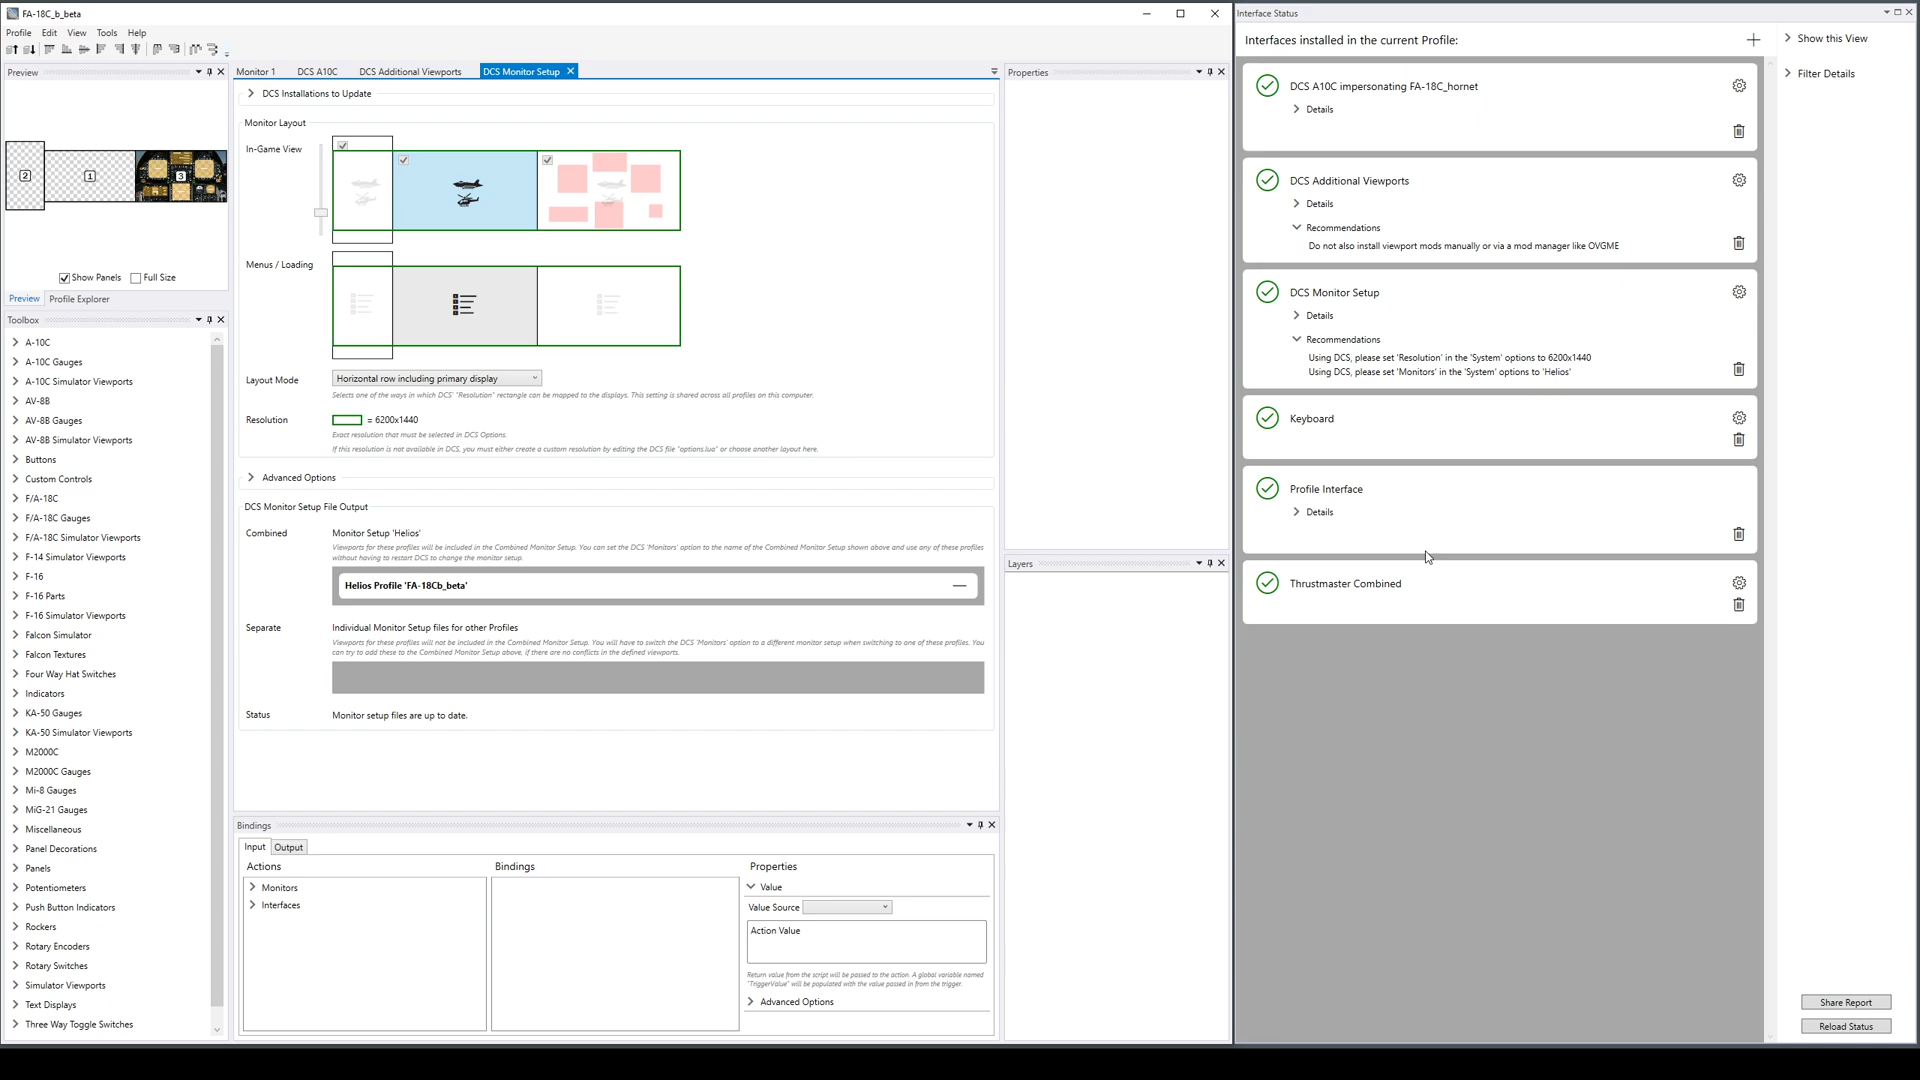 FA-18C_b_beta
Profile Edit View Tools Help
Preview
2
1
3
Show Panels Full Size
Preview Profile Explorer
Toolbox
A-10C
A-10C Gauges
A-10C Simulator Viewports
AV-8B
AV-8B Gauges
AV-8B Simulator Viewports
Buttons
Custom Controls
F/A-18C
F/A-18C Gauges
F/A-18C Simulator Viewports
F-14 Simulator Viewports
F-16
F-16 Parts
F-16 Simulator Viewports
Falcon Simulator
Falcon Textures
Four Way Hat Switches
Indicators
KA-50 Gauges
KA-50 Simulator Viewports
M2000C
M2000C Gauges
Mi-8 Gauges
MiG-21 Gauges
Miscellaneous
Panel Decorations
Panels
Potentiometers
Push Button Indicators
Rockers
Rotary Encoders
Rotary Switches
Simulator Viewports
Text Displays
Three Way Toggle Switches
Monitor 1 DCS A10C DCS Additional Viewports DCS Monitor Setup
DCS Installations to Update
Monitor Layout
In-Game View
Menus / Loading
Layout Mode Horizontal row including primary display
Selects one of the ways in which DCS' "Resolution" rectangle can be mapped to the displays. This setting is shared across all profiles on this computer.
Resolution = 6200x1440
Exact resolution that must be selected in DCS Options.
If this resolution is not available in DCS, you must either create a custom resolution by editing the DCS file "options.lua" or choose another layout here.
Advanced Options
DCS Monitor Setup File Output
Combined Monitor Setup 'Helios'
Viewports for these profiles will be included in the Combined Monitor Setup. You can set the DCS 'Monitors' option to the name of the Combined Monitor Setup shown above and use any of these profiles
without having to restart DCS to change the monitor setup.
Helios Profile 'FA-18Cb_beta'
Separate Individual Monitor Setup files for other Profiles
Viewports for these profiles will not be included in the Combined Monitor Setup. You will have to switch the DCS 'Monitors' option to a different monitor setup when switching to one of these profiles. You
can try to add these to the Combined Monitor Setup above, if there are no conflicts in the defined viewports.
Status Monitor setup files are up to date.
Bindings
Input Output
Actions
Monitors
Interfaces
Bindings
Properties
Value
Value Source
Action Value
Return value from the script will be passed to the action. A global variable named
"TriggerValue" will be populated with the value passed in from the trigger.
Advanced Options
Properties
Layers
Interface Status
Interfaces installed in the current Profile:
DCS A10C impersonating FA-18C_hornet
Details
DCS Additional Viewports
Details
Recommendations
Do not also install viewport mods manually or via a mod manager like OVGME
DCS Monitor Setup
Details
Recommendations
Using DCS, please set 'Resolution' in the 'System' options to 6200x1440
Using DCS, please set 'Monitors' in the 'System' options to 'Helios'
Keyboard
Profile Interface
Details
Thrustmaster Combined
Show this View
Filter Details
Share Report
Reload Status